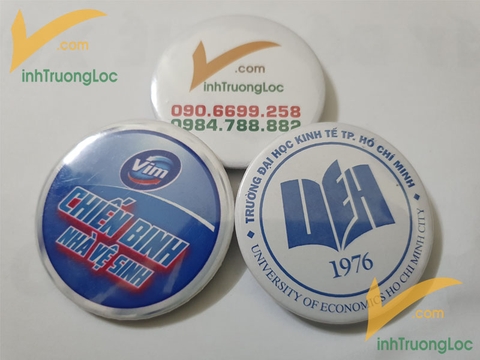 .com
inhTruongLoc
.com
inhTruongLoc
090.6699.258
0984.788.882
Vim
CHIẾN BINH
NHÀ VỆ SINH
TRƯỜNG ĐẠI HỌC KINH TẾ TP. HỒ CHÍ MINH
UEH
1976
UNIVERSITY OF ECONOMICS HO CHI MINH CITY
.com
inhTruongLoc